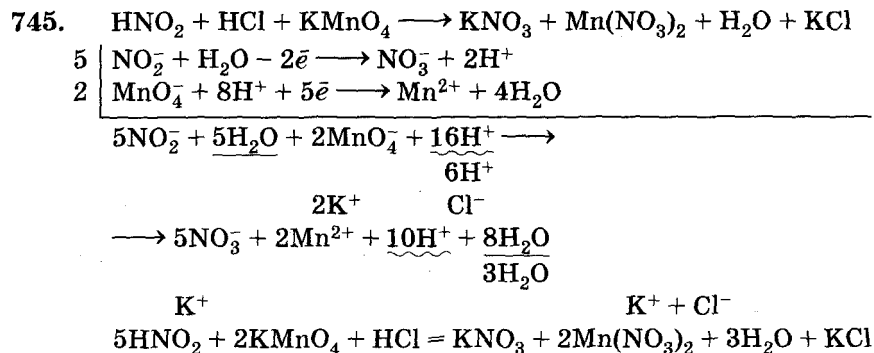 745. HNO₂ + HCl + KMnO₄ ⟶ KNO₃ + Mn(NO₃)₂ + H₂O + KCl
5 | NO₂⁻ + H₂O − 2ē ⟶ NO₃⁻ + 2H⁺
2 | MnO₄⁻ + 8H⁺ + 5ē ⟶ Mn²⁺ + 4H₂O
5NO₂⁻ + 5H₂O + 2MnO₄⁻ + 16H⁺ ⟶
6H⁺
2K⁺ Cl⁻
⟶ 5NO₃⁻ + 2Mn²⁺ + 10H⁺ + 8H₂O
3H₂O
K⁺ K⁺ + Cl⁻
5HNO₂ + 2KMnO₄ + HCl = KNO₃ + 2Mn(NO₃)₂ + 3H₂O + KCl